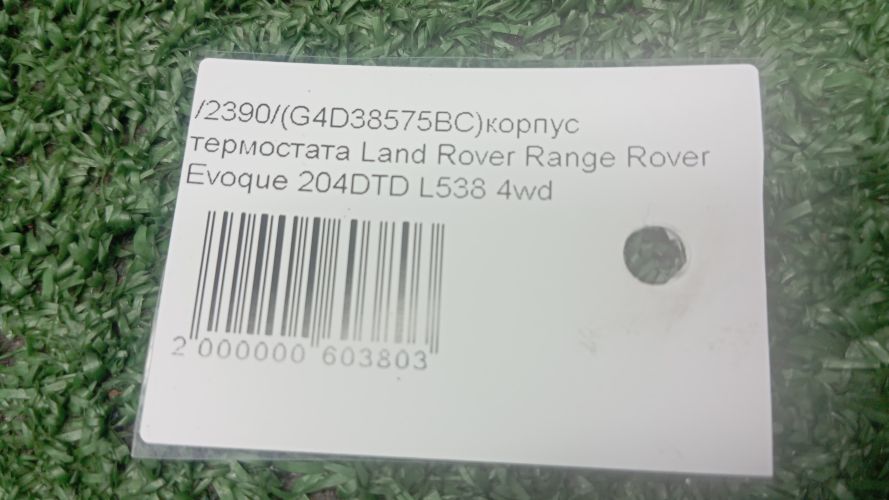 /2390/(G4D38575BC)корпус
термостата Land Rover Range Rover
Evoque 204DTD L538 4wd
2 000000 603803